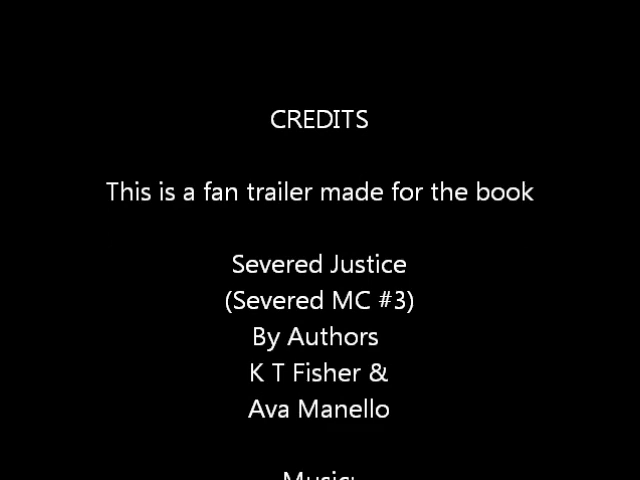 CREDITS
This is a fan trailer made for the book
Severed Justice
(Severed MC #3)
By Authors
K T Fisher &
Ava Manello
Music: